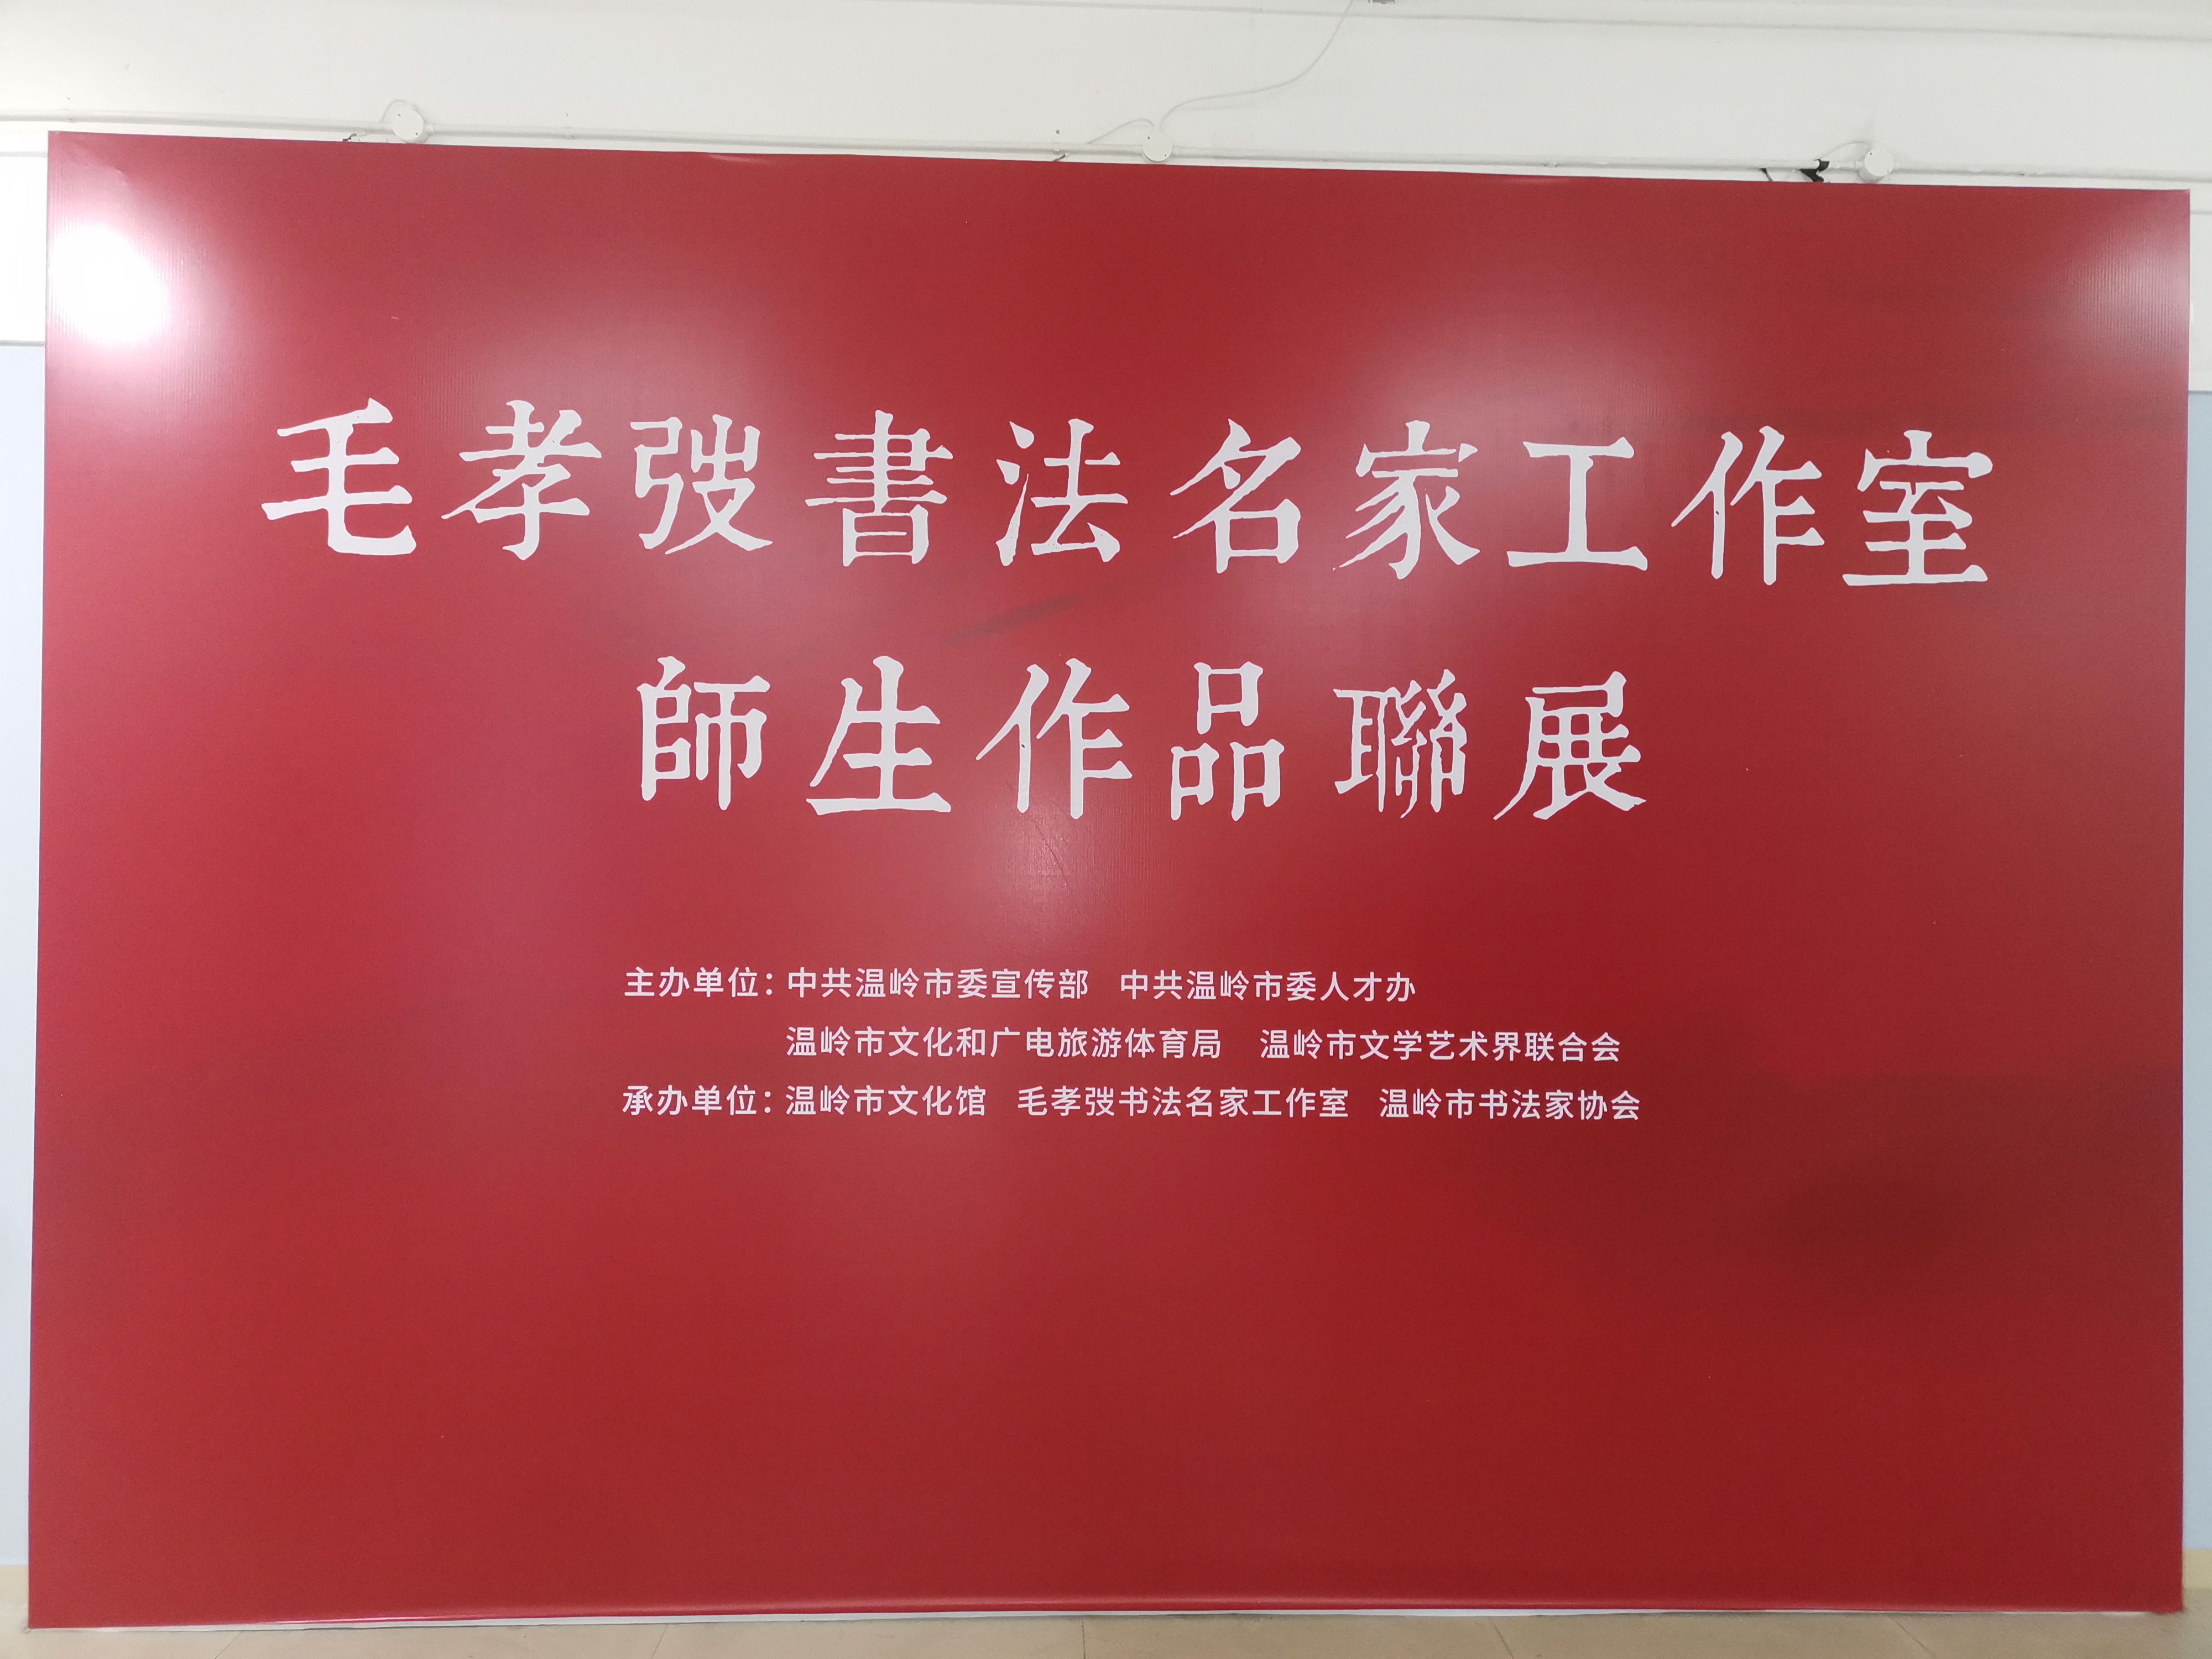 毛孝弢書法名家工作室
師生作品聯展
主办单位：中共温岭市委宣传部 中共温岭市委人才办
温岭市文化和广电旅游体育局 温岭市文学艺术界联合会
承办单位：温岭市文化馆 毛孝弢书法名家工作室 温岭市书法家协会